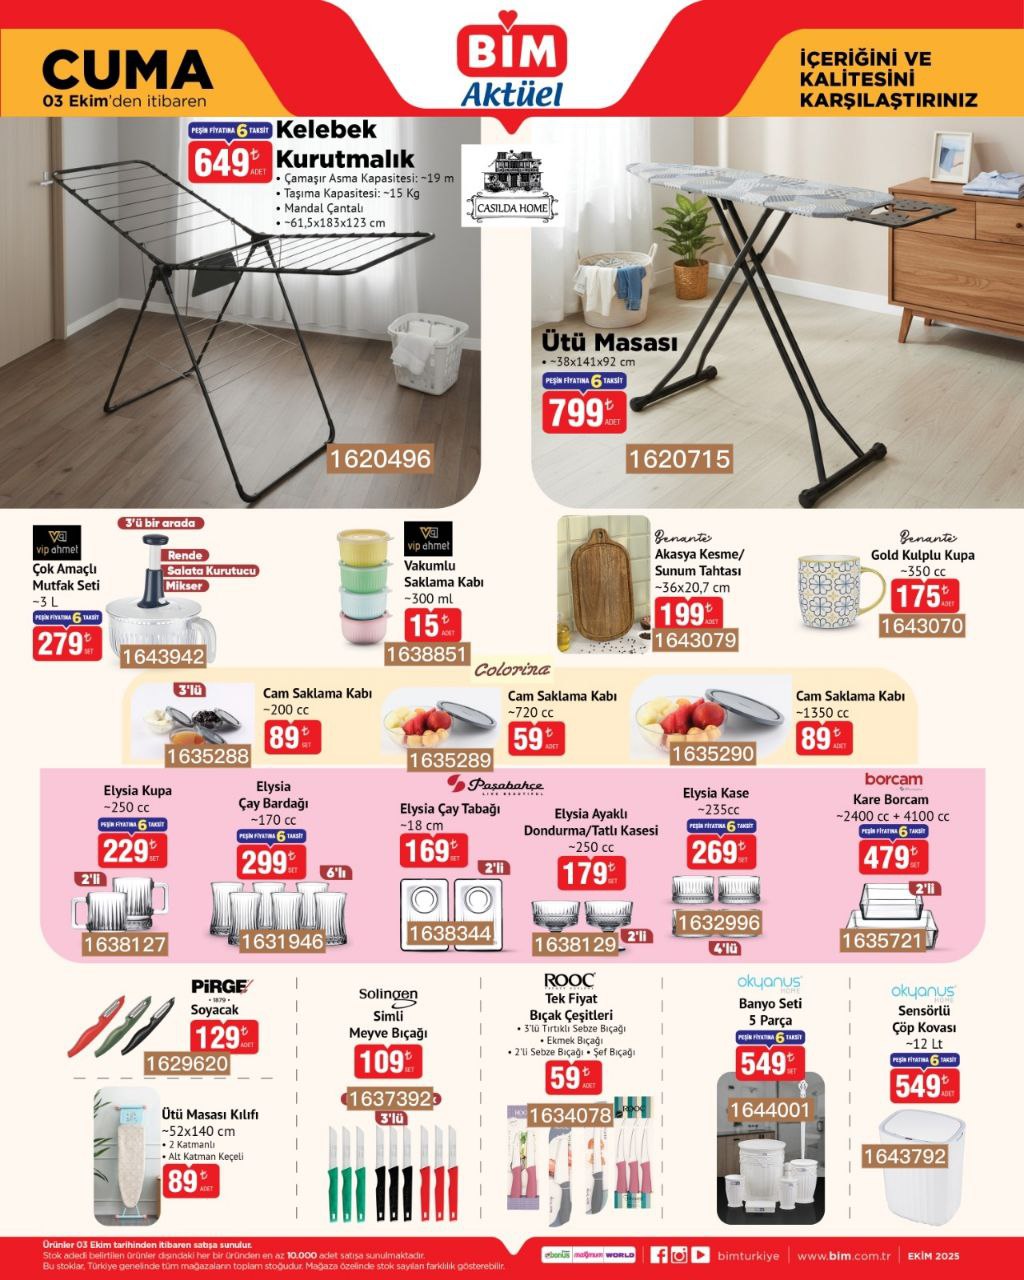 CUMA
03 Ekim'den itibaren
BİM
Aktüel
İÇERİĞİNİ VE
KALİTESİNİ
KARŞILAŞTIRINIZ
PEŞİN FİYATINA 6 TAKSİT
649₺
ADET
Kelebek
Kurutmalık
• Çamaşır Asma Kapasitesi: ~19 m
• Taşıma Kapasitesi: ~15 Kg
• Mandal Çantalı
• ~61,5x183x123 cm
CASILDA HOME
1620496
Ütü Masası
• ~38x141x92 cm
PEŞİN FİYATINA 6 TAKSİT
799₺
ADET
1620715
vip ahmet
Çok Amaçlı
Mutfak Seti
~3 L
PEŞİN FİYATINA 6 TAKSİT
279₺
SET
3'ü bir arada
Rende
Salata Kurutucu
Mikser
1643942
vip ahmet
Vakumlu
Saklama Kabı
~300 ml
15₺
ADET
1638851
Benante
Akasya Kesme/
Sunum Tahtası
~36x20,7 cm
199₺
ADET
1643079
Benante
Gold Kulplu Kupa
~350 cc
175₺
ADET
1643070
Colorina
3'lü
Cam Saklama Kabı
~200 cc
89₺
SET
1635288
Cam Saklama Kabı
~720 cc
59₺
ADET
1635289
Cam Saklama Kabı
~1350 cc
89₺
ADET
1635290
Paşabahçe
LIVE BEAUTIFUL
Elysia Kupa
~250 cc
PEŞİN FİYATINA 6 TAKSİT
229₺
SET
2'li
1638127
Elysia
Çay Bardağı
~170 cc
PEŞİN FİYATINA 6 TAKSİT
299₺
SET
6'lı
1631946
Elysia Çay Tabağı
~18 cm
169₺
SET
2'li
1638344
Elysia Ayaklı
Dondurma/Tatlı Kasesi
~250 cc
179₺
SET
1638129
2'li
Elysia Kase
~235cc
PEŞİN FİYATINA 6 TAKSİT
269₺
SET
1632996
4'lü
borcam
Kare Borcam
~2400 cc + 4100 cc
PEŞİN FİYATINA 6 TAKSİT
479₺
SET
2'li
1635721
PİRGE
• 1879 •
Soyacak
129₺
ADET
1629620
Ütü Masası Kılıfı
~52x140 cm
• 2 Katmanlı
• Alt Katman Keçeli
89₺
ADET
Solingen
Simli
Meyve Bıçağı
109₺
SET
1637392
3'lü
ROOC
Tek Fiyat
Bıçak Çeşitleri
• 3'lü Tırtıklı Sebze Bıçağı
• Ekmek Bıçağı
• 2'li Sebze Bıçağı • Şef Bıçağı
59₺
ADET
1634078
ROOC
okyanus
HOME
Banyo Seti
5 Parça
PEŞİN FİYATINA 6 TAKSİT
549₺
SET
1644001
okyanus
HOME
Sensörlü
Çöp Kovası
~12 Lt
PEŞİN FİYATINA 6 TAKSİT
549₺
ADET
1643792
Ürünler 03 Ekim tarihinden itibaren satışa sunulur.
Stok adedi belirtilen ürünler dışındaki her bir üründen en az 10.000 adet satışa sunulmaktadır.
Bu stoklar, Türkiye genelinde tüm mağazaların toplam stoğudur. Mağaza özelinde stok sayıları farklılık gösterebilir.
bonus maximum WORLD
bimturkiye
www.bim.com.tr
EKİM 2025